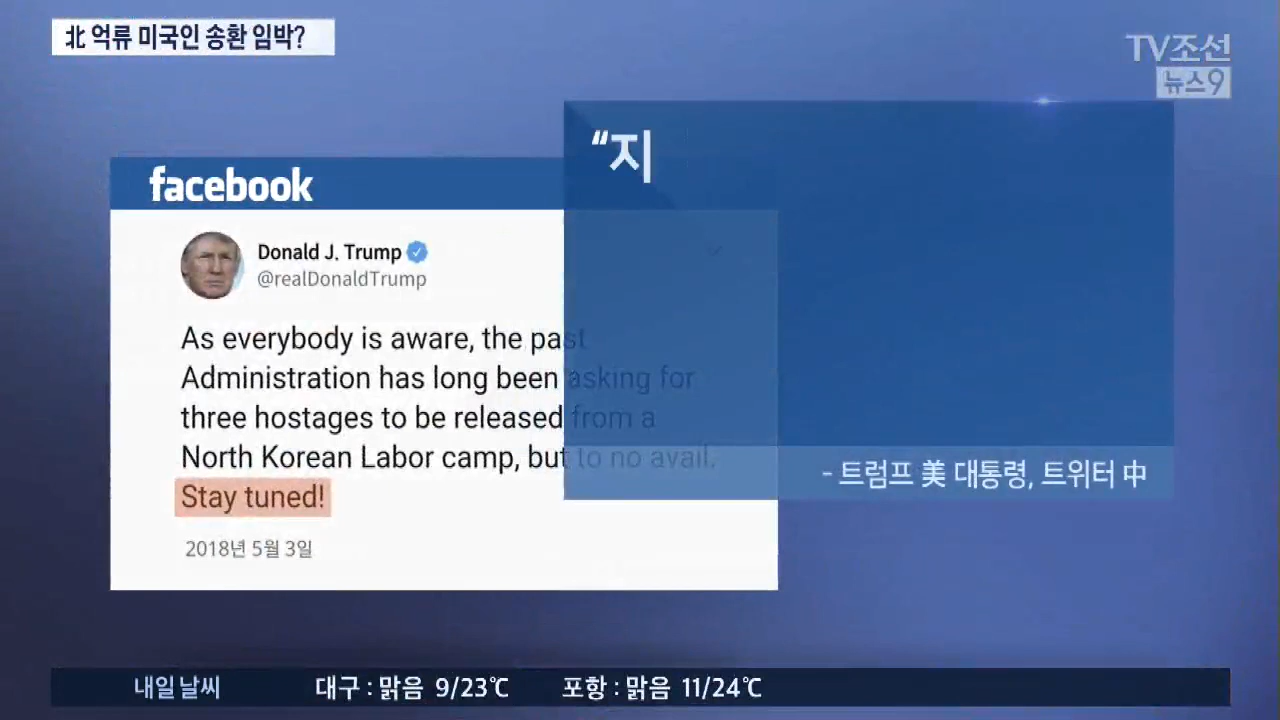 北 억류 미국인 송환 임박?
TV조선
뉴스9
facebook
“지
Donald J. Trump
@realDonaldTrump
As everybody is aware, the past
Administration has long been asking for
three hostages to be released from a
North Korean Labor camp, but to no avail.
Stay tuned!
2018년 5월 3일
- 트럼프 美 대통령, 트위터 中
내일 날씨 대구 : 맑음 9/23℃ 포항 : 맑음 11/24℃